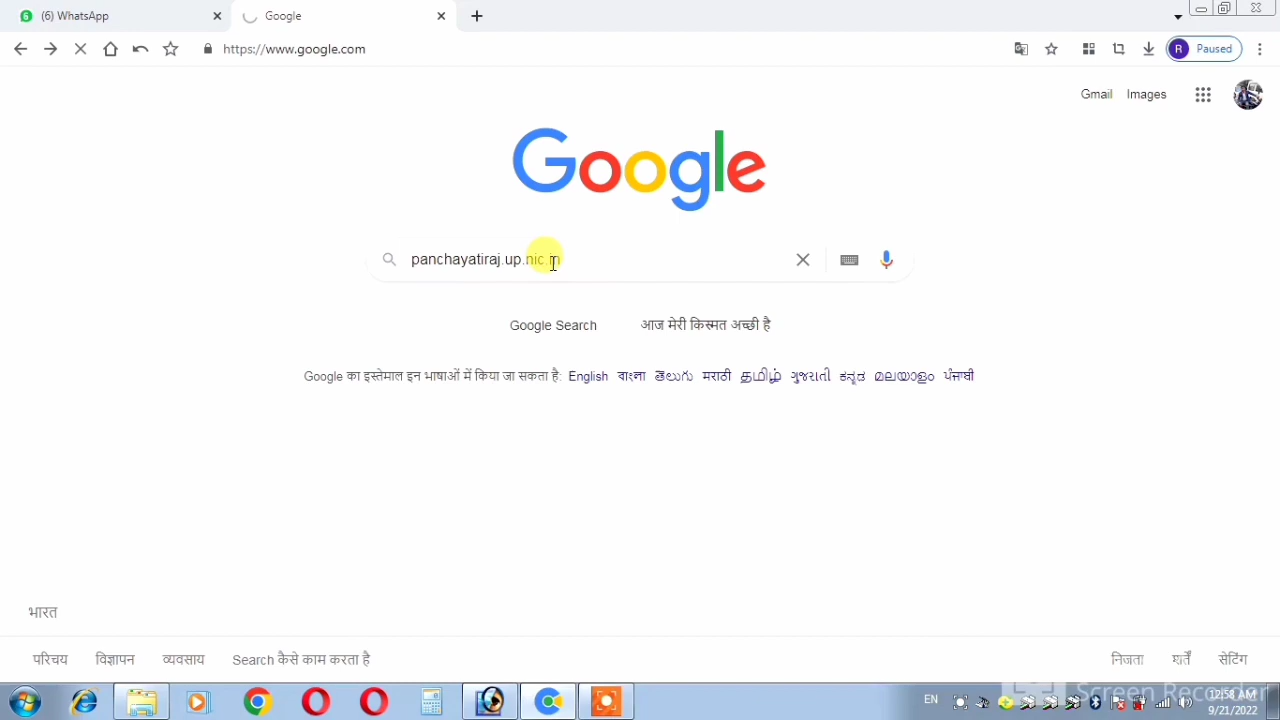 6 (6) WhatsApp
Google
https://www.google.com
R Paused
Gmail Images
Google
panchayatiraj.up.nic.in
Google Search आज मेरी किस्मत अच्छी है
Google का इस्तेमाल इन भाषाओं में किया जा सकता है: English বাংলা తెలుగు मराठी தமிழ் ગુજરાતી ಕನ್ನಡ മലയാളം ਪੰਜਾਬੀ
भारत
परिचय विज्ञापन व्यवसाय Search कैसे काम करता है
निजता शर्तें सेटिंग
EN
Screen Recorder
12:58 AM
9/21/2022